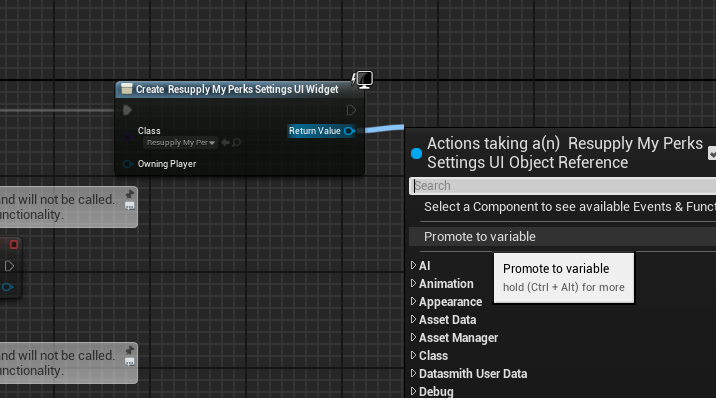 Create Resupply My Perks Settings UI Widget
Class
Resupply My Per
Return Value
Owning Player
and will not be called.
unctionality.
and will not be called.
unctionality.
Actions taking a(n) Resupply My Perks
Settings UI Object Reference
Search
Select a Component to see available Events & Funct
Promote to variable
Promote to variable
hold (Ctrl + Alt) for more
AI
Animation
Appearance
Asset Data
Asset Manager
Class
Datasmith User Data
Debug